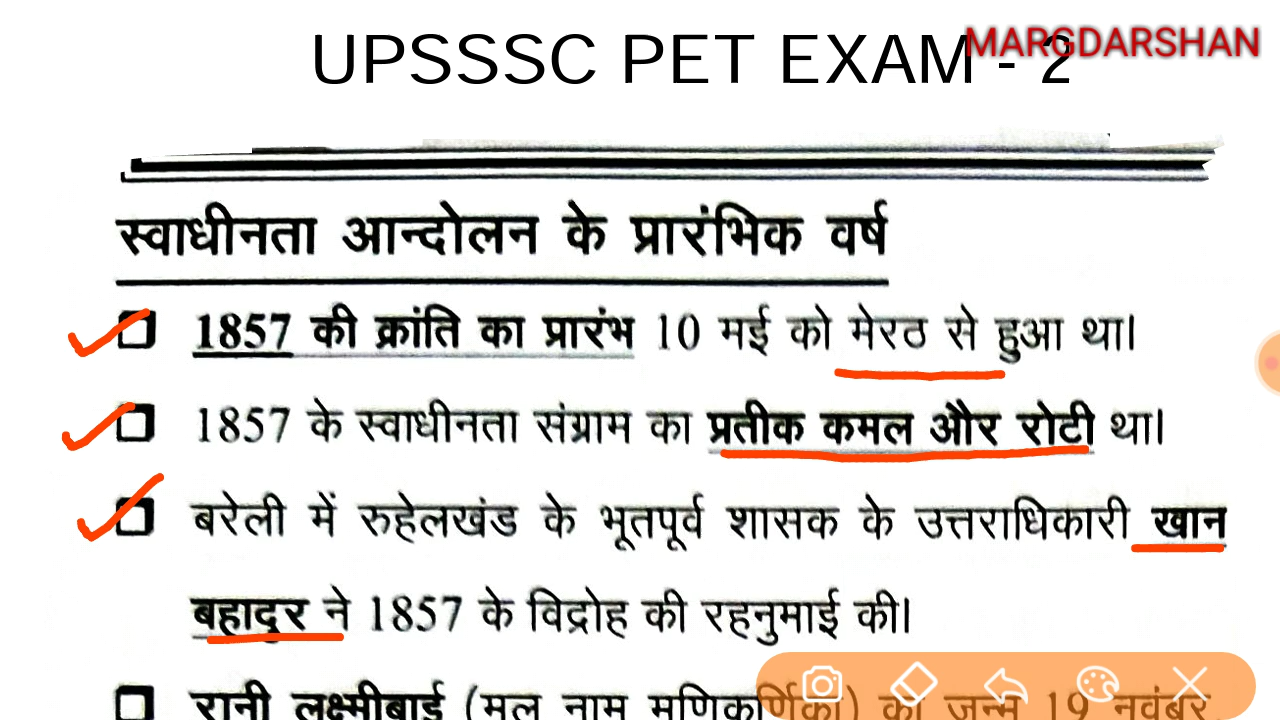 UPSSSC PET EXAM - 2
MARGDARSHAN
स्वाधीनता आन्दोलन के प्रारंभिक वर्ष
1857 की क्रांति का प्रारंभ 10 मई को मेरठ से हुआ था।
1857 के स्वाधीनता संग्राम का प्रतीक कमल और रोटी था।
बरेली में रुहेलखंड के भूतपूर्व शासक के उत्तराधिकारी खान
बहादुर ने 1857 के विद्रोह की रहनुमाई की।
रानी लक्ष्मीबाई (मूल नाम मणिकर्णिका) का जन्म 19 नवंबर